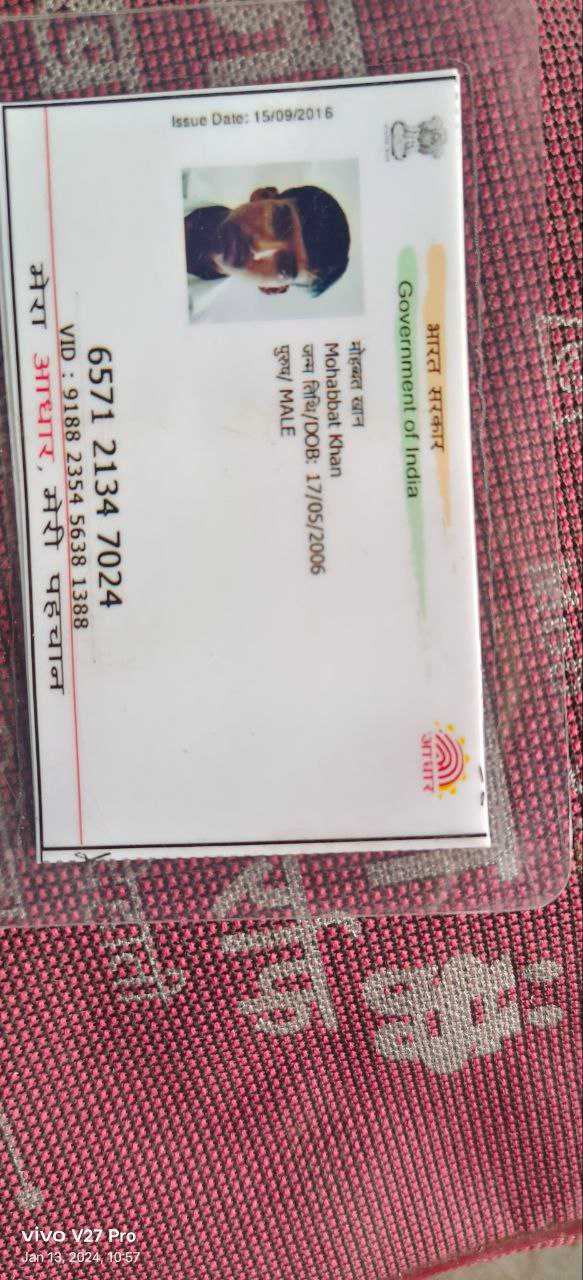 भारत सरकार
Government of India
आधार
Issue Date: 15/09/2016
मोहब्बत खान
Mohabbat Khan
जन्म तिथि/DOB: 17/05/2006
पुरुष/ MALE
6571 2134 7024
VID : 9188 2354 5638 1388
मेरा आधार, मेरी पहचान
vivo V27 Pro
Jan 13, 2024, 10:57